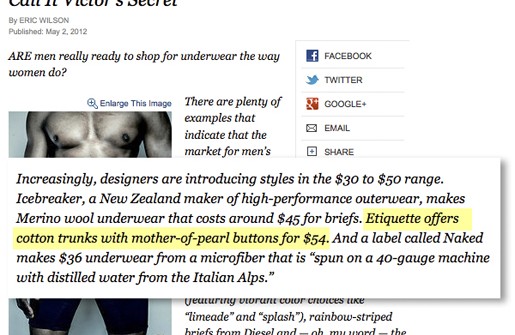 Call It Victor's Secret
By ERIC WILSON
Published: May 2, 2012
ARE men really ready to shop for underwear the way
women do?
Enlarge This Image
There are plenty of
examples that
indicate that the
market for men's
FACEBOOK
TWITTER
GOOGLE+
EMAIL
SHARE
Increasingly, designers are introducing styles in the $30 to $50 range.
Icebreaker, a New Zealand maker of high-performance outerwear, makes
Merino wool underwear that costs around $45 for briefs. Etiquette offers
cotton trunks with mother-of-pearl buttons for $54. And a label called Naked
makes $36 underwear from a microfiber that is “spun on a 40-gauge machine
with distilled water from the Italian Alps.”
(featuring vibrant color choices like
“limeade” and “splash”), rainbow-striped
briefs from Diesel and — oh, my word — the